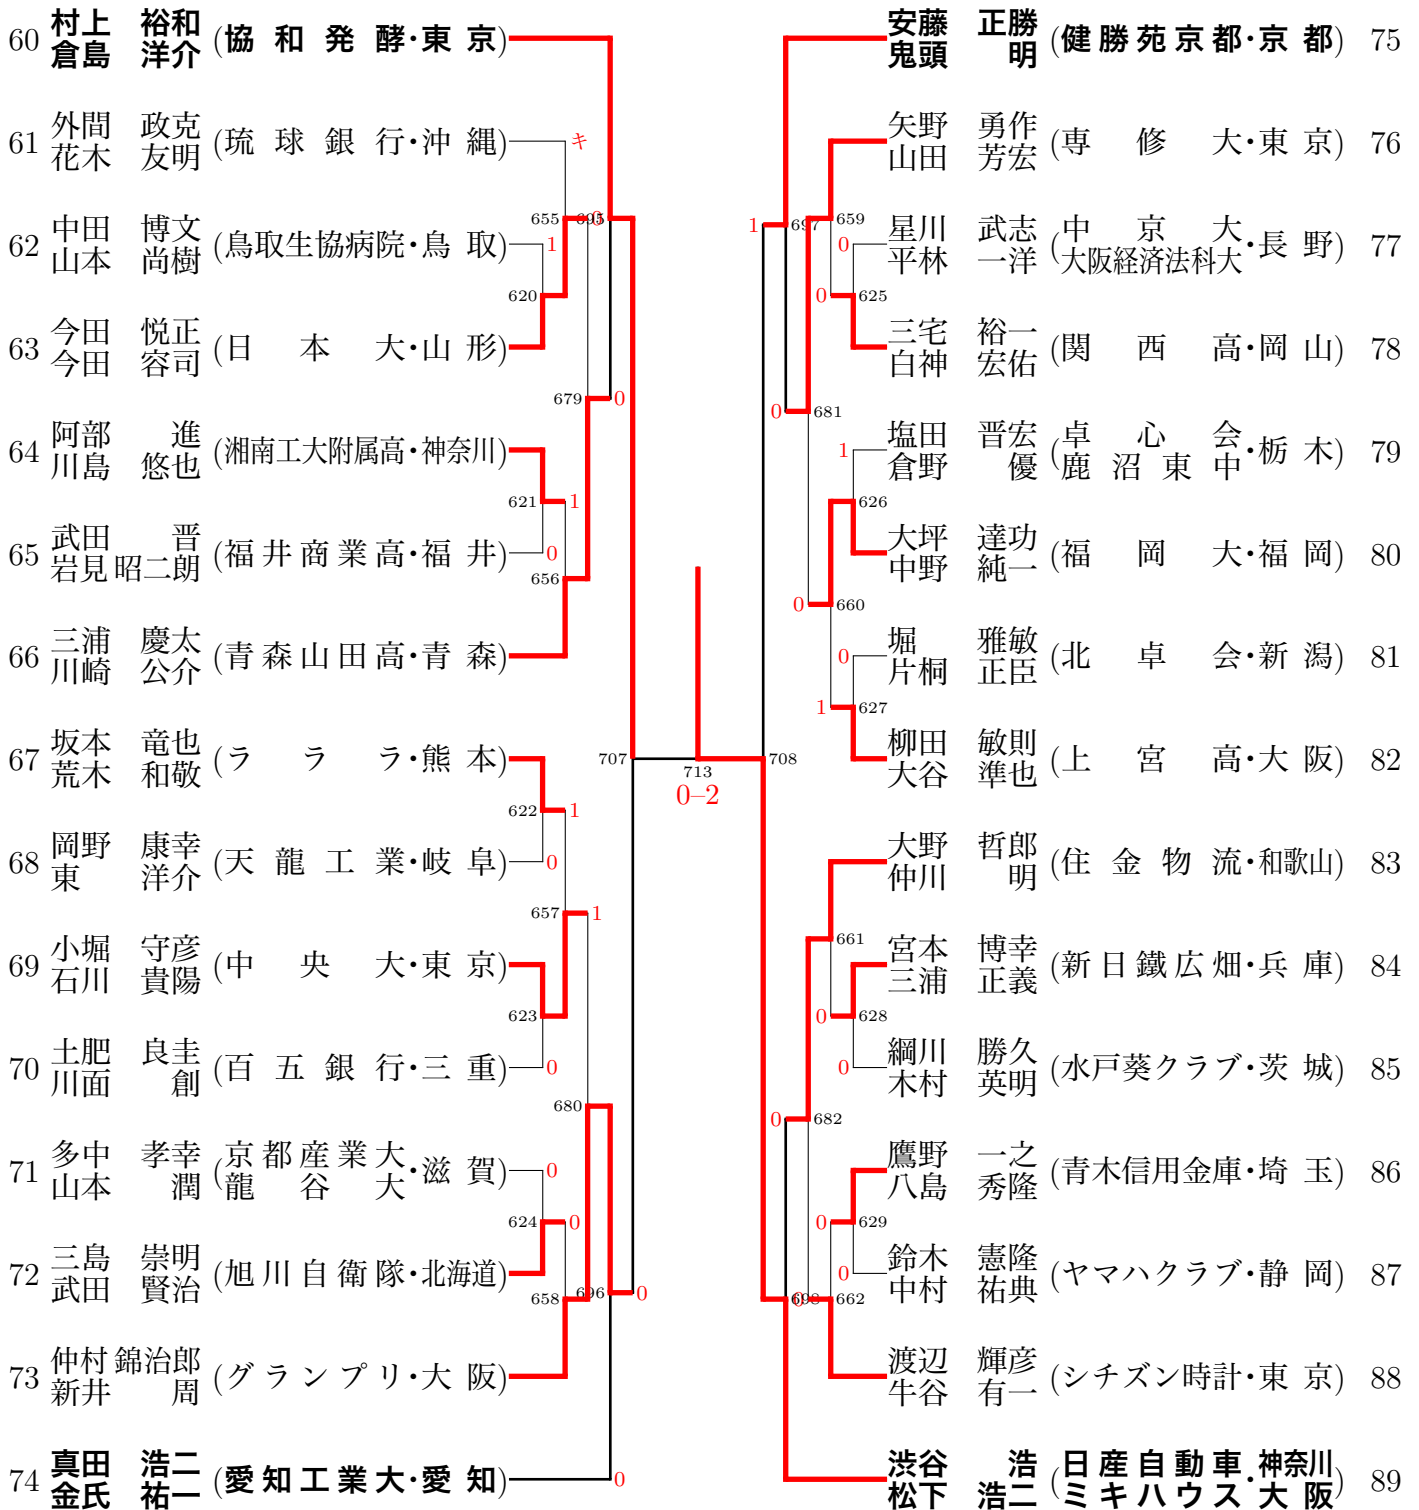 60 村上 裕和 (協和発酵・東京)
倉島 洋介
61 外間 政克 (琉球銀行・沖縄)
花木 友明
62 中田 博文 (鳥取生協病院・鳥取)
山本 尚樹
63 今田 悦正 (日本大・山形)
今田 容司
64 阿部 進 (湘南工大附属高・神奈川)
川島 悠也
65 武田 晋 (福井商業高・福井)
岩見 昭二朗
66 三浦 慶太 (青森山田高・青森)
川崎 公介
67 坂本 竜也 (ラララ・熊本)
荒木 和敬
68 岡野 康幸 (天龍工業・岐阜)
東 洋介
69 小堀 守彦 (中央大・東京)
石川 貴陽
70 土肥 良圭 (百五銀行・三重)
川面 創
71 多中 孝幸 (京都産業大・滋賀)
山本 潤 龍谷大
72 三島 崇明 (旭川自衛隊・北海道)
武田 賢治
73 仲村 錦治郎 (グランプリ・大阪)
新井 周
74 真田 浩二 (愛知工業大・愛知)
金氏 祐一
キ
655 695 0
1
620
679 0
621 1
0
656
707
622 1
0
657 1
623
0
680
0
624 0
658 696 0
0
713
0–2
安藤 正勝 (健勝苑京都・京都) 75
鬼頭 明
矢野 勇作 (専修大・東京) 76
山田 芳宏
星川 武志 (中京大・長野) 77
平林 一洋 大阪経済法科大
三宅 裕一 (関西高・岡山) 78
白神 宏佑
塩田 晋宏 (卓心会・栃木) 79
倉野 優 鹿沼東中
大坪 達功 (福岡大・福岡) 80
中野 純一
堀 雅敏 (北卓会・新潟) 81
片桐 正臣
柳田 敏則 (上宮高・大阪) 82
大谷 準也
大野 哲郎 (住金物流・和歌山) 83
仲川 明
宮本 博幸 (新日鐵広畑・兵庫) 84
三浦 正義
綱川 勝久 (水戸葵クラブ・茨城) 85
木村 英明
鷹野 一之 (青木信用金庫・埼玉) 86
八島 秀隆
鈴木 憲隆 (ヤマハクラブ・静岡) 87
中村 祐典
渡辺 輝彦 (シチズン時計・東京) 88
牛谷 有一
渋谷 浩 (日産自動車・神奈川) 89
松下 浩二 ミキハウス 大阪
1 697 659
0
0 625
0 681
1
626
0 660
0
1 627
708
661
0 628
0
0 682
0 629
0
698 0 662